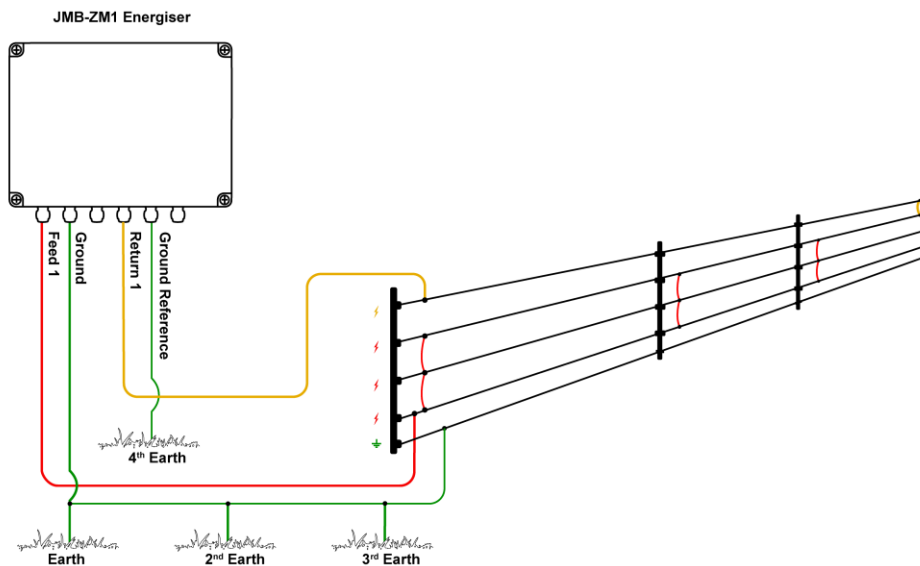 JMB-ZM1 Energiser
Feed 1
Ground
Return 1
Ground Reference
4th Earth
Earth
2nd Earth
3rd Earth